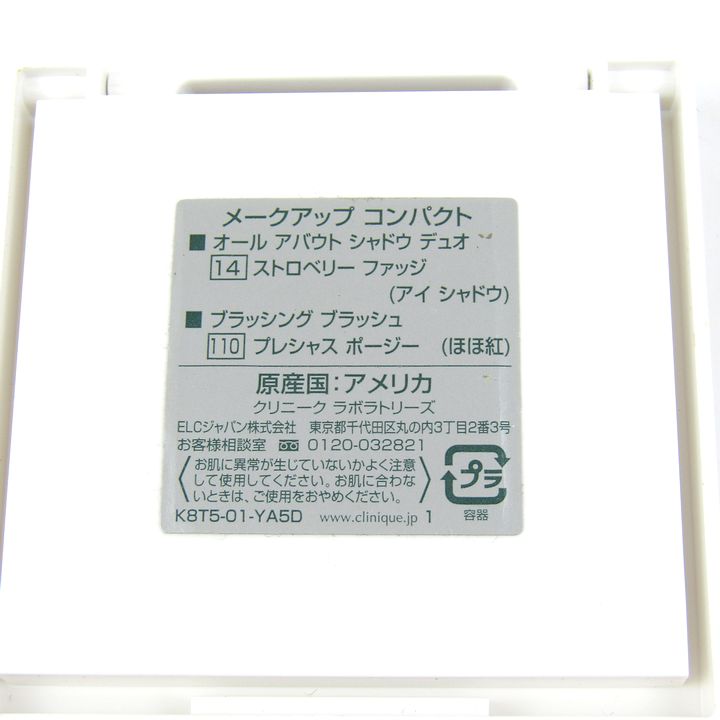 メークアップ コンパクト
■ オール アバウト シャドウ デュオ
14 ストロベリー ファッジ
(アイ シャドウ)
■ ブラッシング ブラッシュ
110 プレシャス ポージー (ほほ紅)
原産国:アメリカ
クリニーク ラボラトリーズ
ELCジャパン株式会社 東京都千代田区丸の内3丁目2番3号
お客様相談室 0120-032821
〈お肌に異常が生じていないかよく注意
して使用してください。お肌に合わな
いときは、ご使用をおやめください。〉
プラ
容器
K8T5-01-YA5D www.clinique.jp 1